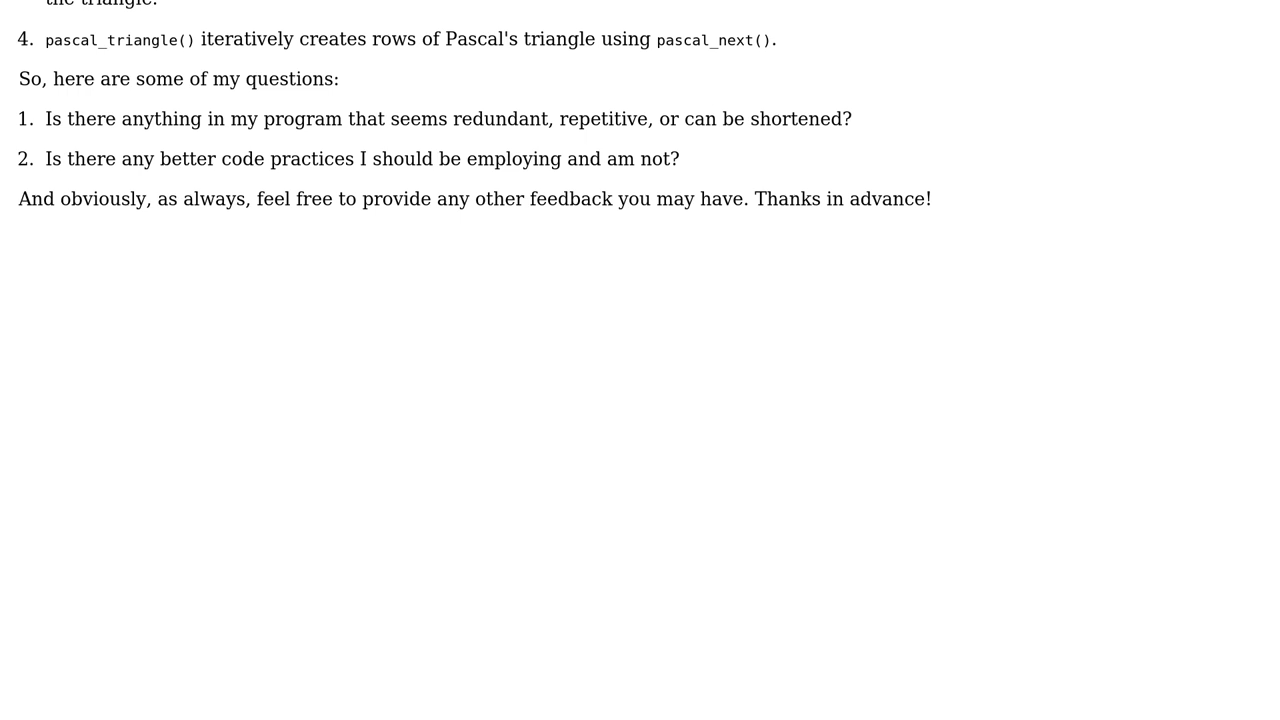 the triangle.
4. pascal_triangle() iteratively creates rows of Pascal's triangle using pascal_next().
So, here are some of my questions:
1. Is there anything in my program that seems redundant, repetitive, or can be shortened?
2. Is there any better code practices I should be employing and am not?
And obviously, as always, feel free to provide any other feedback you may have. Thanks in advance!